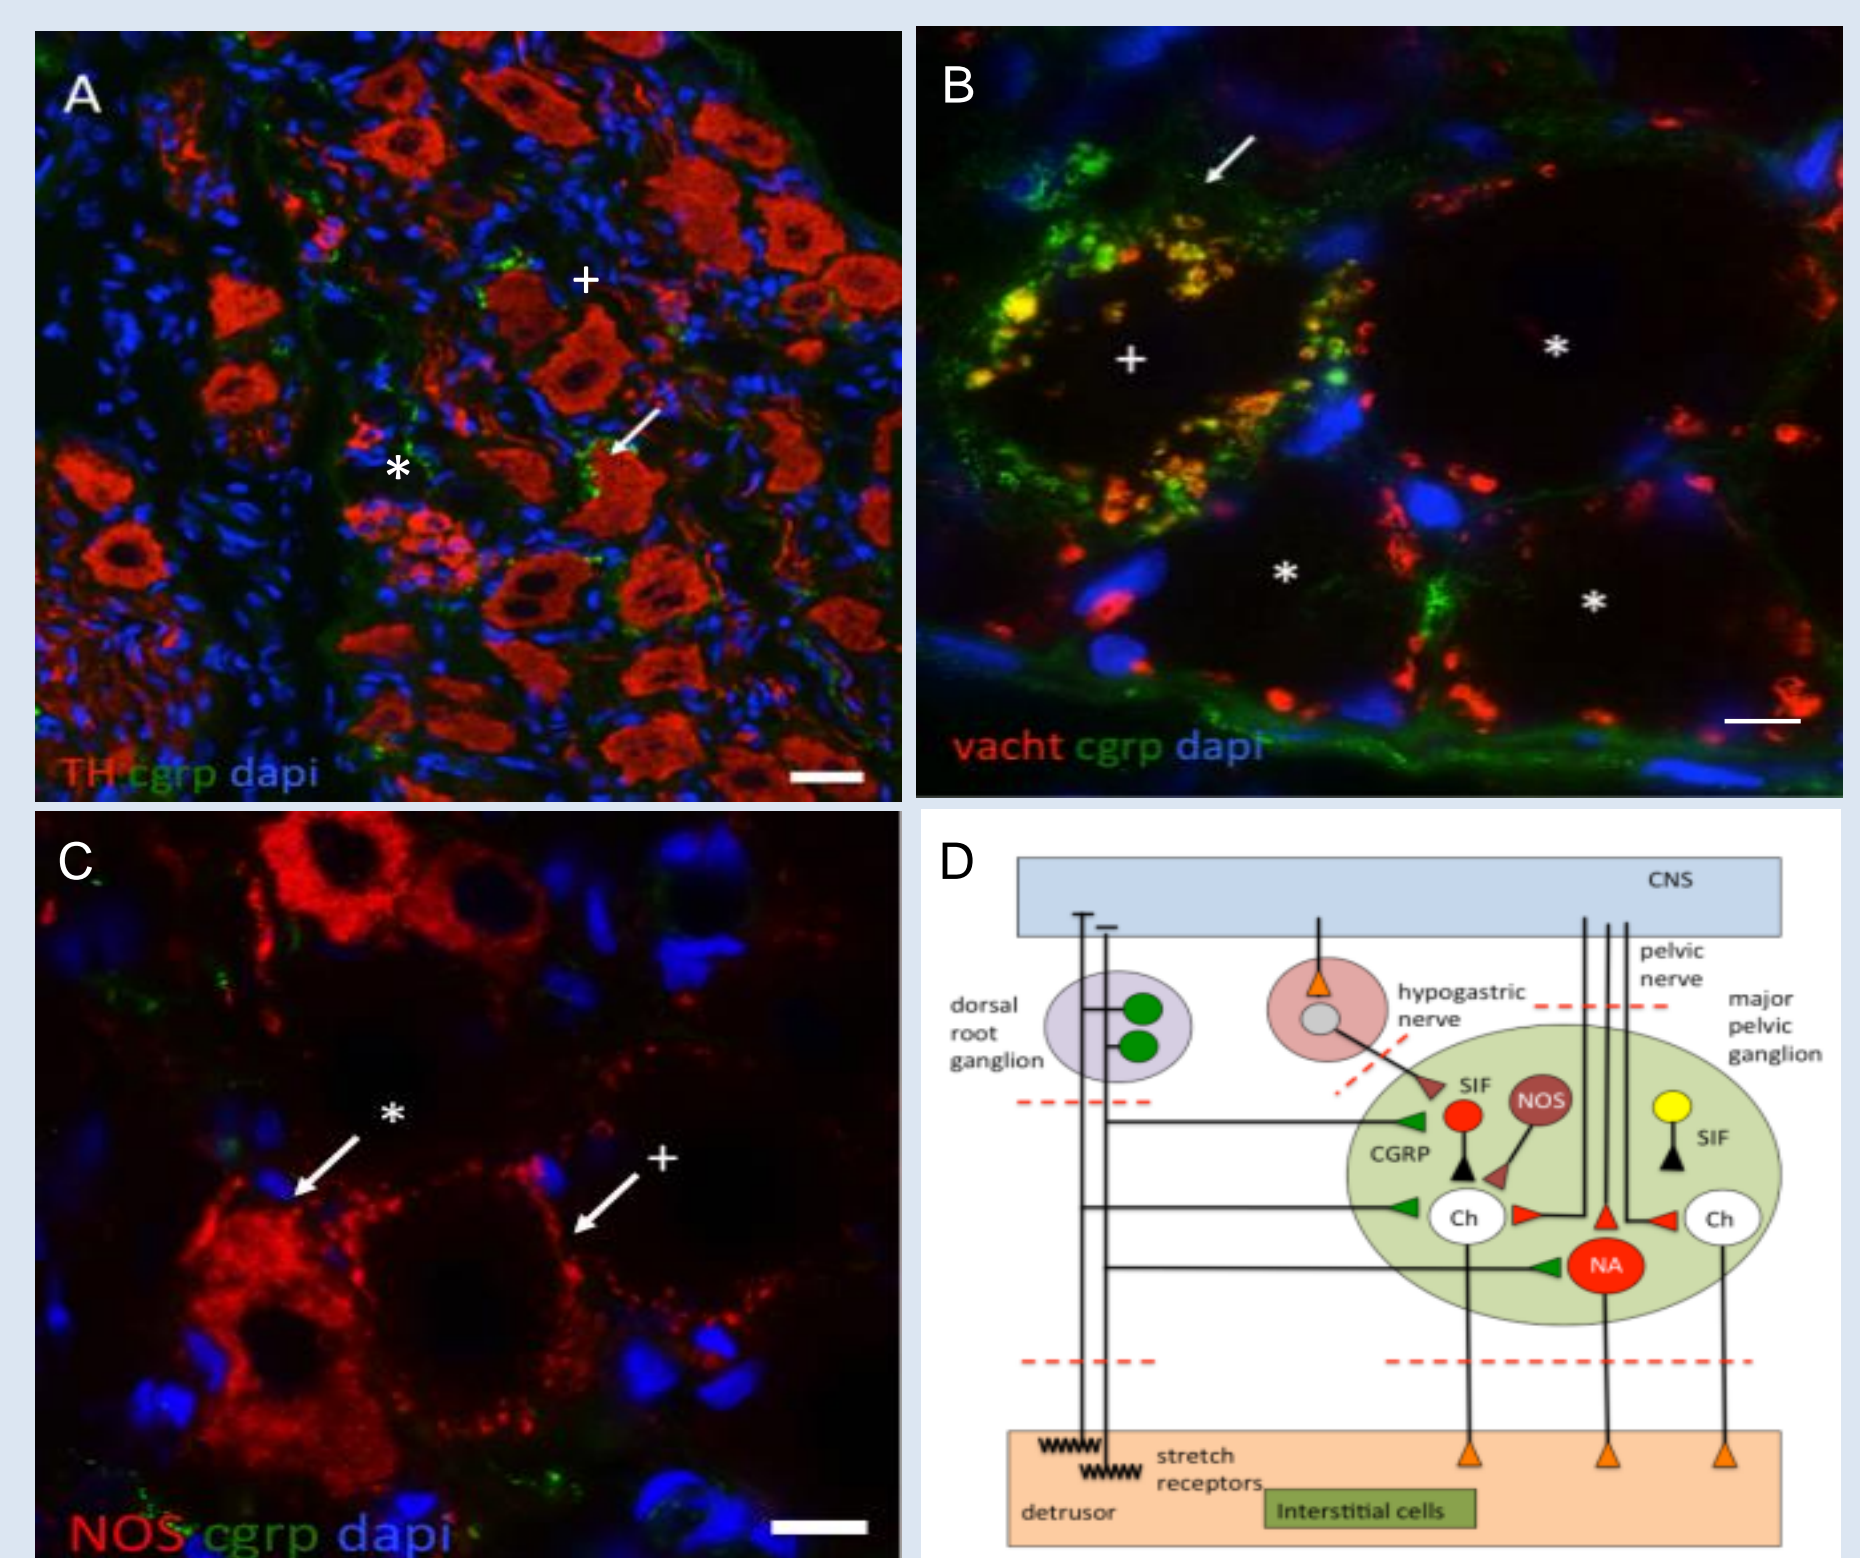 A
+
*
TH cgrp dapi
B
+
*
*
*
vacht cgrp dapi
C
*
+
NOS cgrp dapi
D
CNS
pelvic
nerve
dorsal
root
ganglion
hypogastric
nerve
major
pelvic
ganglion
SIF
NOS
CGRP
SIF
Ch
Ch
NA
stretch
receptors
detrusor
Interstitial cells